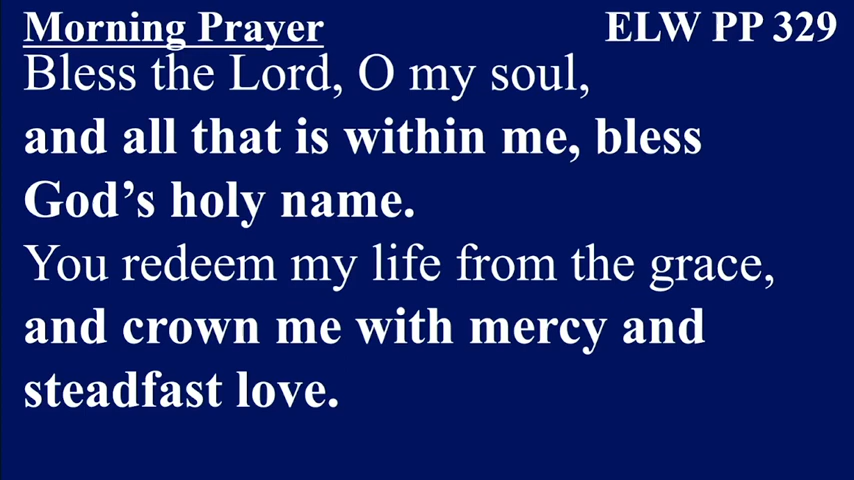 Morning Prayer ELW PP 329
Bless the Lord, O my soul,
and all that is within me, bless
God’s holy name.
You redeem my life from the grace,
and crown me with mercy and
steadfast love.